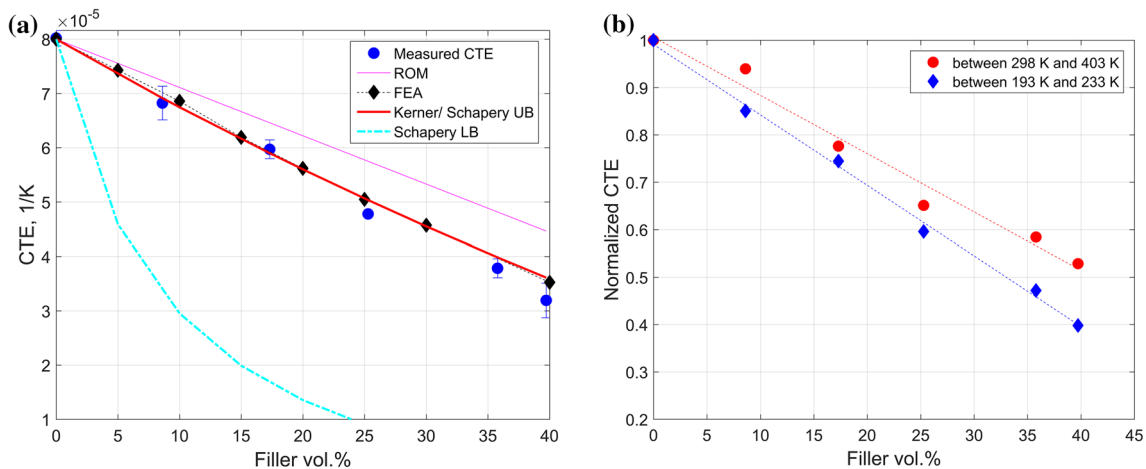 (a)
×10⁻⁵
8
7
6
5
4
3
2
1
CTE, 1/K
0
5
10
15
20
25
30
35
40
Filler vol.%
Measured CTE
ROM
FEA
Kerner/ Schapery UB
Schapery LB
(b)
1
0.9
0.8
0.7
0.6
0.5
0.4
0.3
0.2
Normalized CTE
0
5
10
15
20
25
30
35
40
45
Filler vol.%
between 298 K and 403 K
between 193 K and 233 K